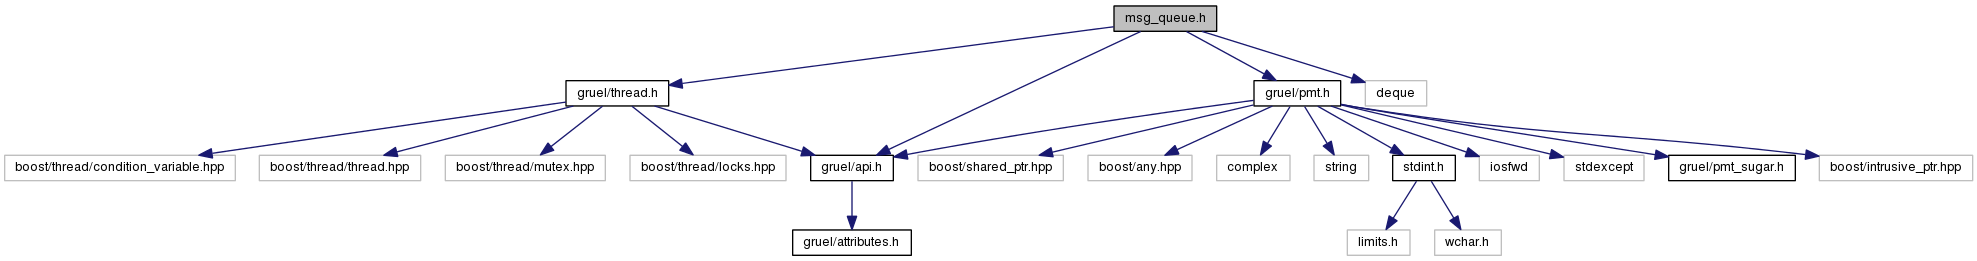 msg_queue.h
gruel/thread.h
gruel/pmt.h
deque
boost/thread/condition_variable.hpp
boost/thread/thread.hpp
boost/thread/mutex.hpp
boost/thread/locks.hpp
gruel/api.h
boost/shared_ptr.hpp
boost/any.hpp
complex
string
stdint.h
iosfwd
stdexcept
gruel/pmt_sugar.h
boost/intrusive_ptr.hpp
gruel/attributes.h
limits.h
wchar.h